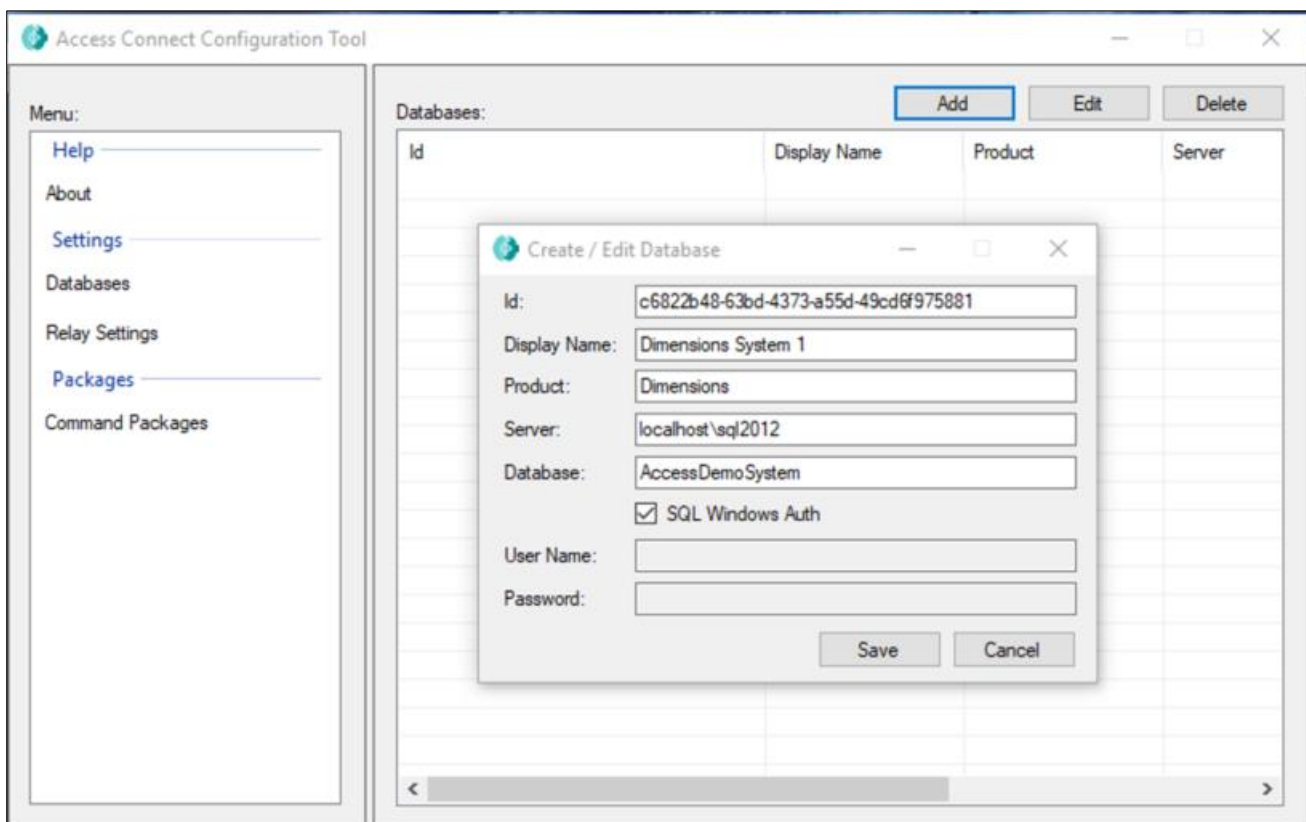 Access Connect Configuration Tool
Menu:
Help
About
Settings
Databases
Relay Settings
Packages
Command Packages
Databases:
Add Edit Delete
Id Display Name Product Server
Create / Edit Database
Id: c6822b48-63bd-4373-a55d-49cd6f975881
Display Name: Dimensions System 1
Product: Dimensions
Server: localhost\sql2012
Database: AccessDemoSystem
SQL Windows Auth
User Name:
Password:
Save Cancel